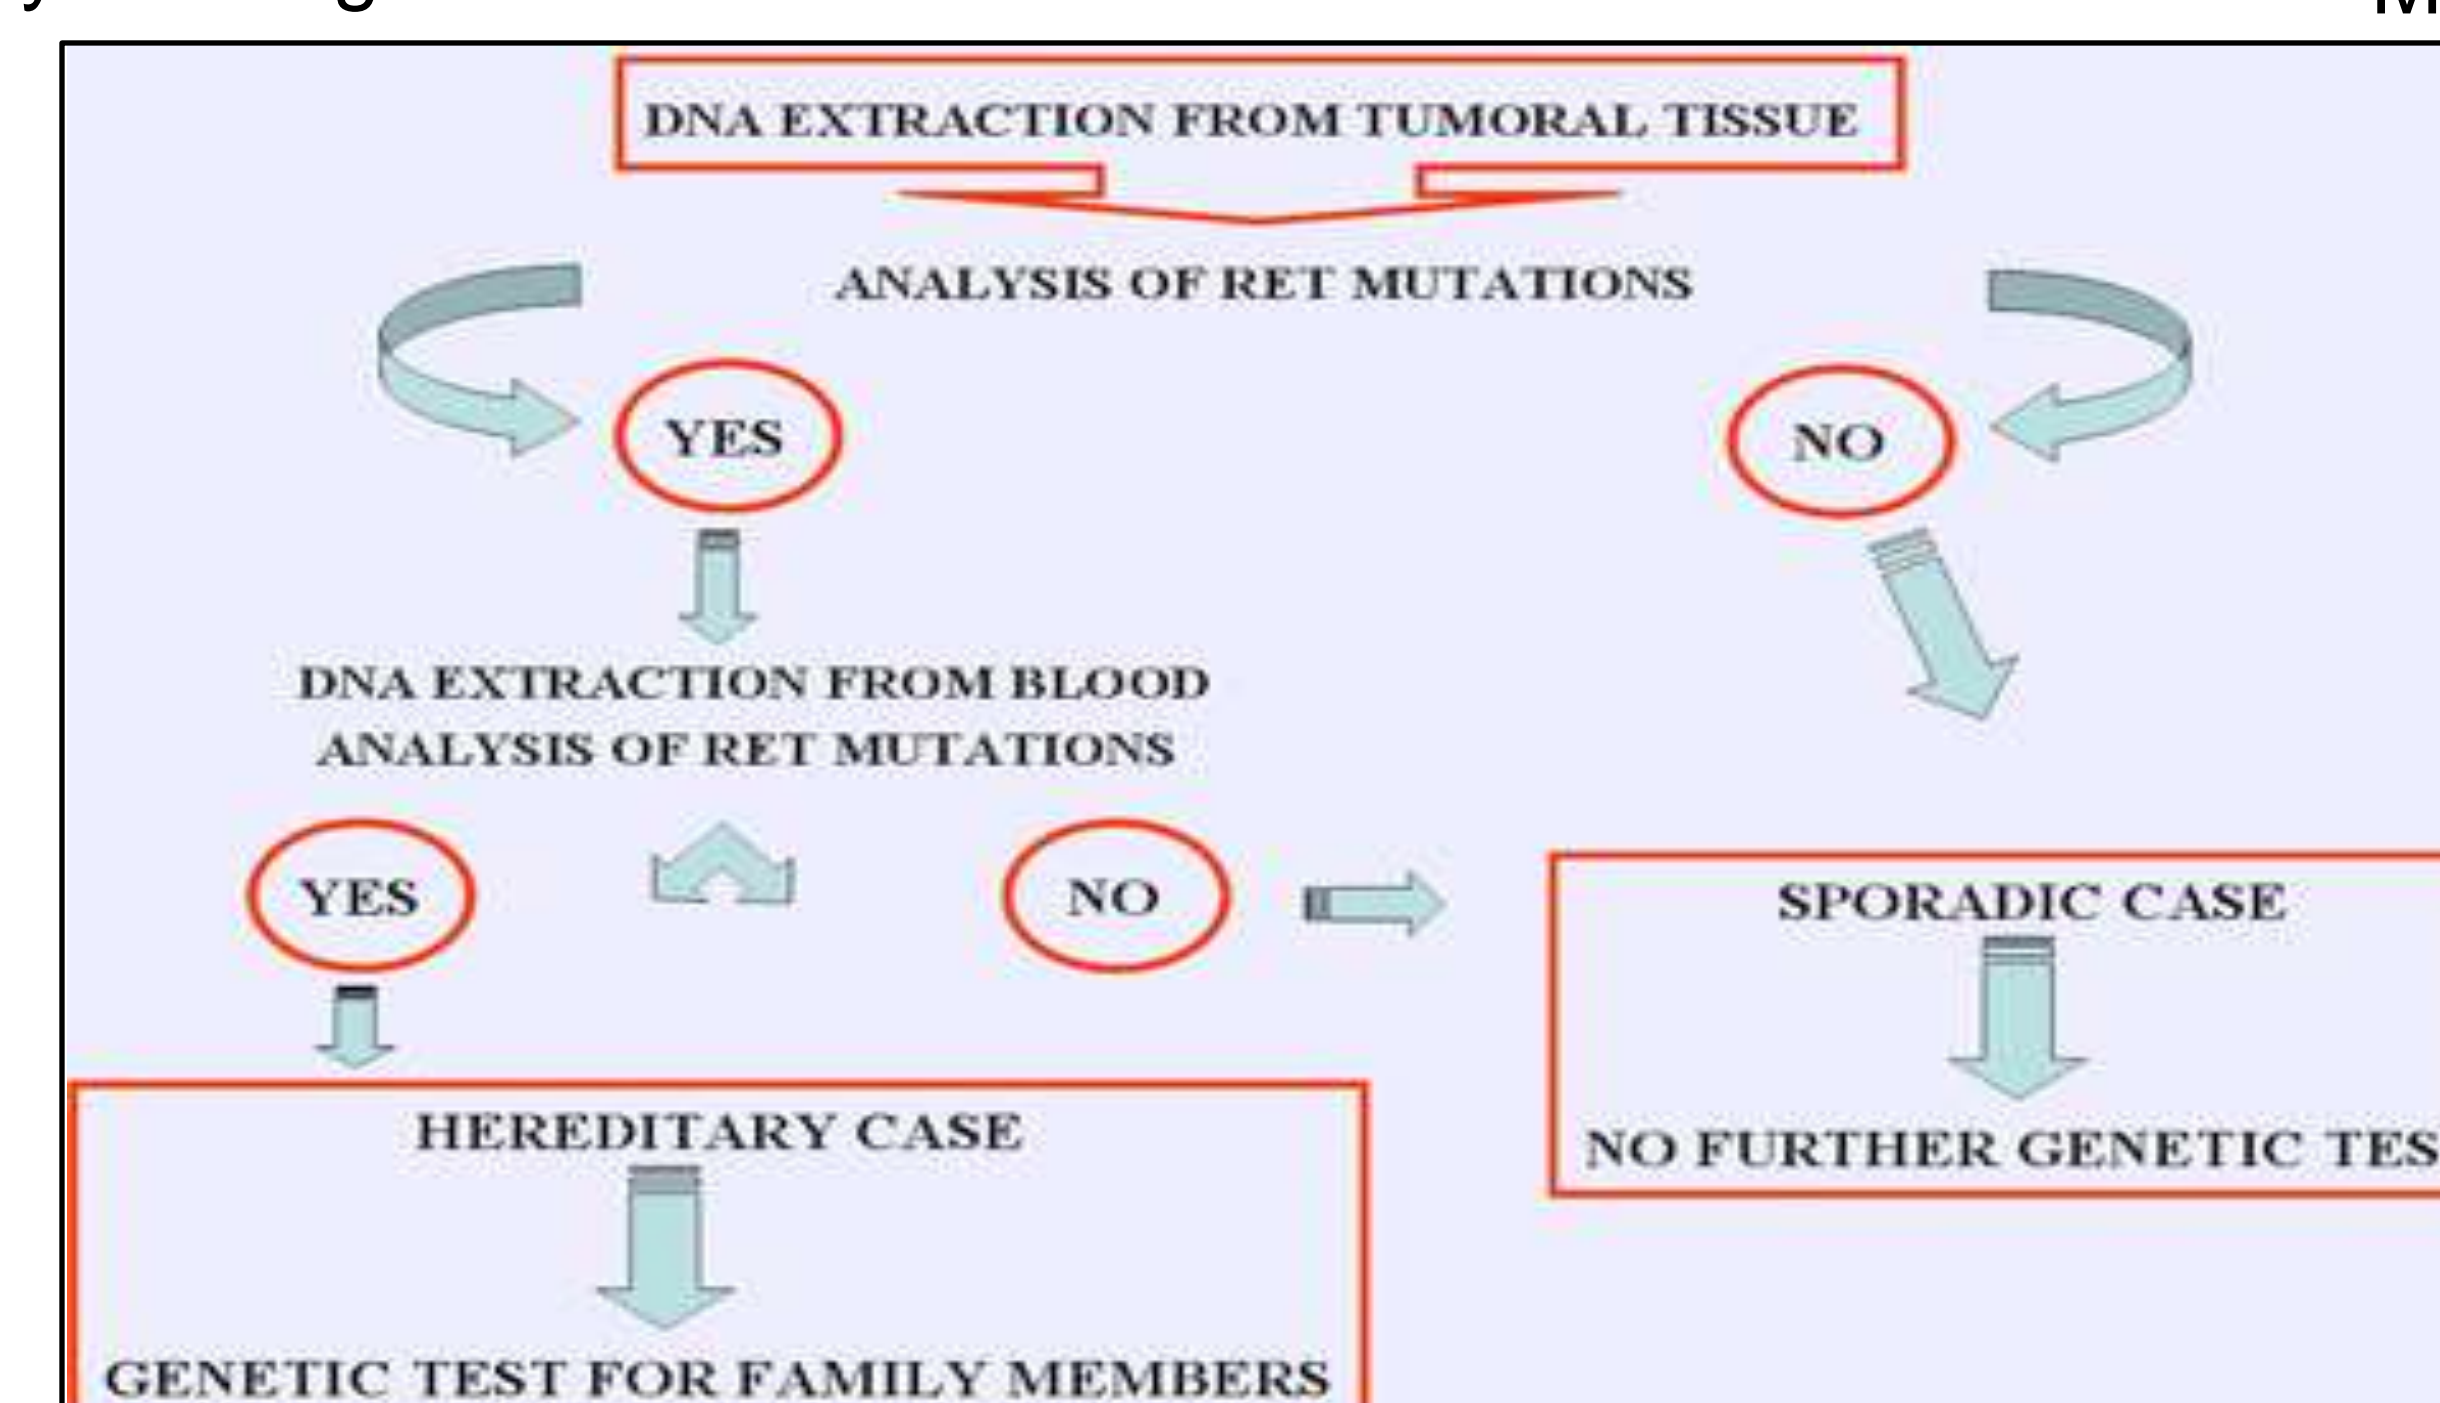 DNA EXTRACTION FROM TUMORAL TISSUE
ANALYSIS OF RET MUTATIONS
YES
NO
DNA EXTRACTION FROM BLOOD
ANALYSIS OF RET MUTATIONS
YES
NO
SPORADIC CASE
NO FURTHER GENETIC TES
HEREDITARY CASE
GENETIC TEST FOR FAMILY MEMBERS